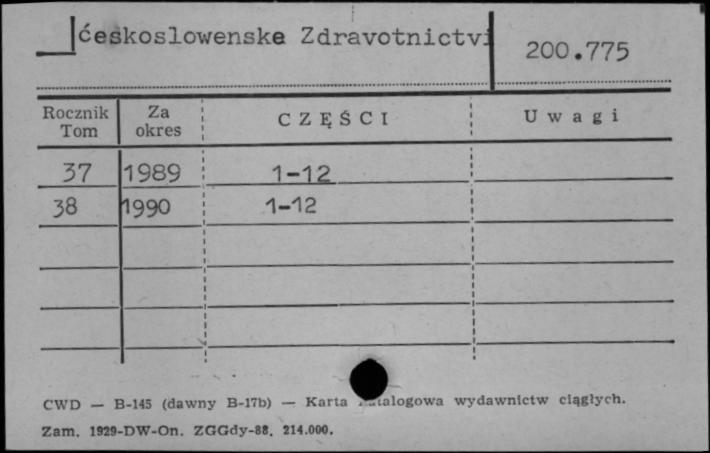 ćeskoslowenske Zdravotnictvi
200.775
Rocznik Tom
Za okres
CZĘŚCI
Uwagi
37 1989 1-12
38 1990 1-12
CWD — B-145 (dawny B-17b) — Karta katalogowa wydawnictw ciągłych.
Zam. 1929-DW-On. ZGGdy-88, 214.000.